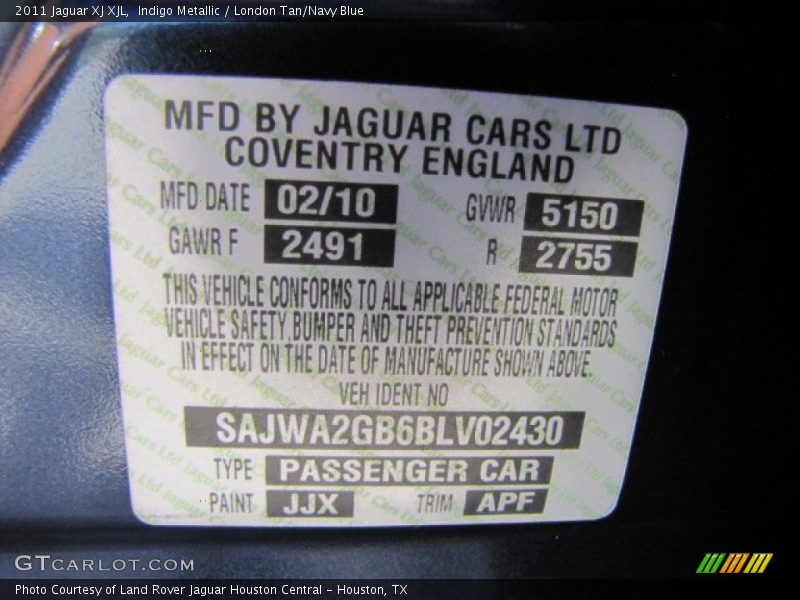 2011 Jaguar XJ XJL,  Indigo Metallic / London Tan/Navy Blue
MFD BY JAGUAR CARS LTD
COVENTRY ENGLAND
MFD DATE 02/10 GVWR 5150
GAWR F 2491 R 2755
THIS VEHICLE CONFORMS TO ALL APPLICABLE FEDERAL MOTOR
VEHICLE SAFETY, BUMPER AND THEFT PREVENTION STANDARDS
IN EFFECT ON THE DATE OF MANUFACTURE SHOWN ABOVE.
VEH IDENT NO
SAJWA2GB6BLV02430
TYPE PASSENGER CAR
PAINT JJX TRIM APF
GTCARLOT.COM
Photo Courtesy of Land Rover Jaguar Houston Central - Houston, TX